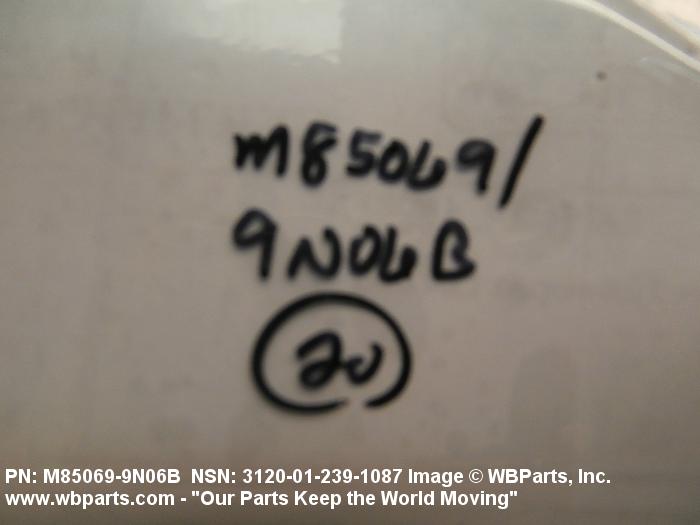 M85069/
9N06B
20
PN: M85069-9N06B NSN: 3120-01-239-1087 Image © WBParts, Inc.
www.wbparts.com - "Our Parts Keep the World Moving"